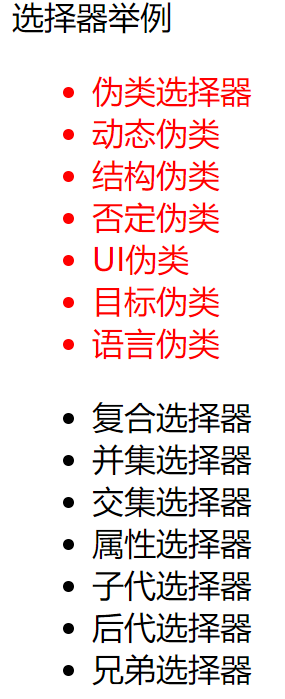 选择器举例
伪类选择器
动态伪类
结构伪类
否定伪类
UI伪类
目标伪类
语言伪类
复合选择器
并集选择器
交集选择器
属性选择器
子代选择器
后代选择器
兄弟选择器